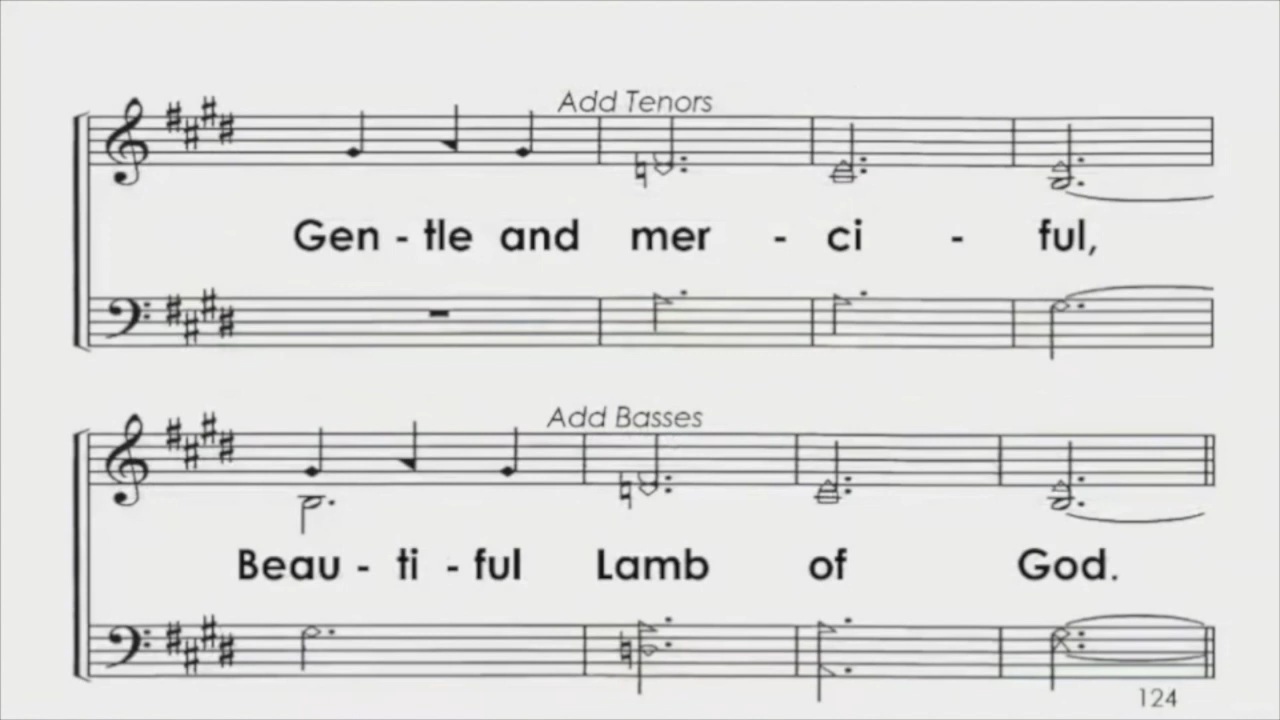 Add Tenors
Gen - tle and mer - ci - ful,
Add Basses
Beau - ti - ful Lamb of God.
124